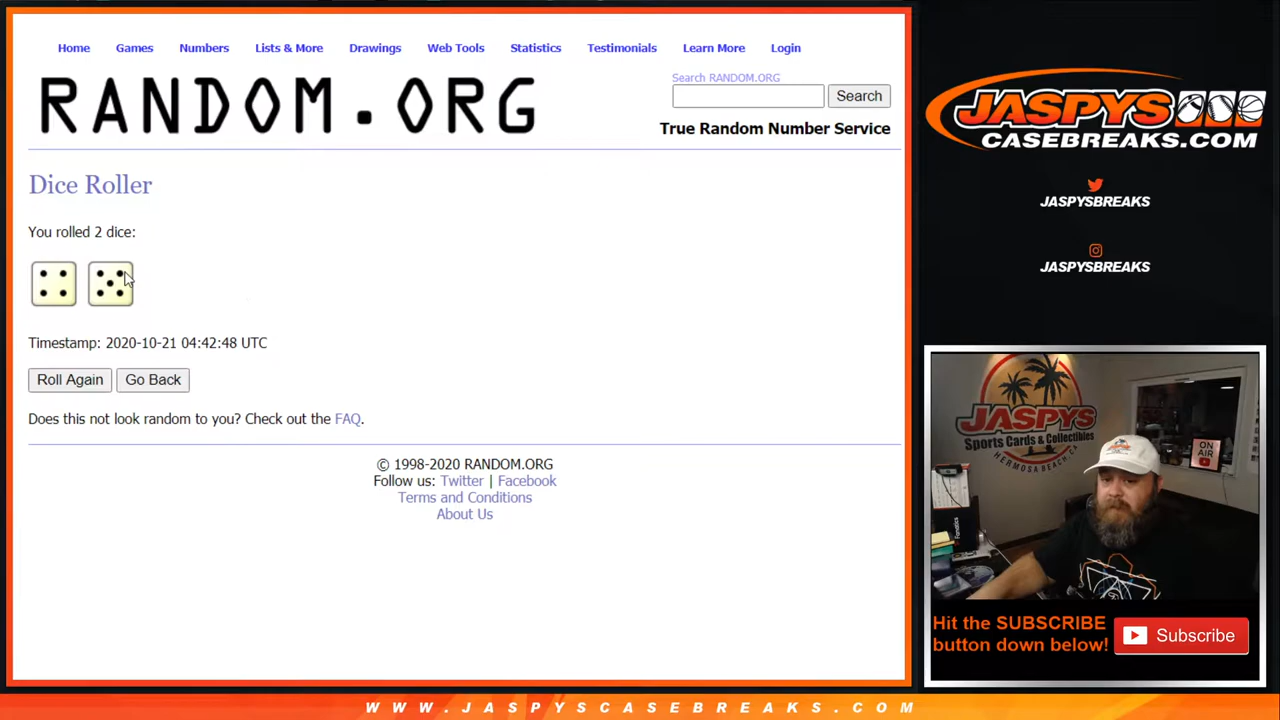 Home Games Numbers Lists & More Drawings Web Tools Statistics Testimonials Learn More Login
RANDOM.ORG
Search RANDOM.ORG
Search
True Random Number Service
Dice Roller
You rolled 2 dice:
Timestamp: 2020-10-21 04:42:48 UTC
Roll Again Go Back
Does this not look random to you? Check out the FAQ.
© 1998-2020 RANDOM.ORG
Follow us: Twitter | Facebook
Terms and Conditions
About Us
JASPYS
CASEBREAKS.COM
JASPYSBREAKS
JASPYSBREAKS
JASPYS
Sports Cards & Collectibles
HERMOSA BEACH, CA
ON
AIR
Fanatics
Hit the SUBSCRIBE
button down below!
Subscribe
WWW.JASPYSCASEBREAKS.COM